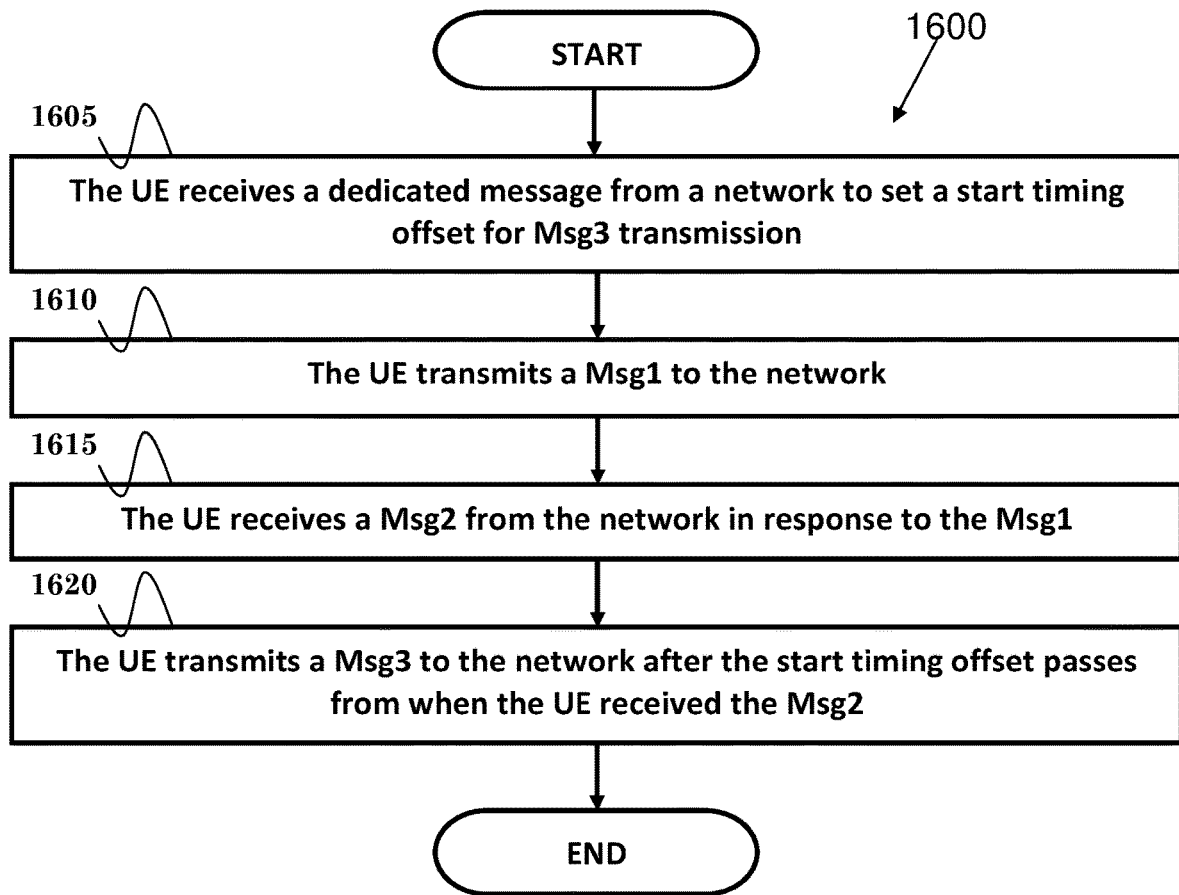 1600
START
1605
The UE receives a dedicated message from a network to set a start timing
offset for Msg3 transmission
1610
The UE transmits a Msg1 to the network
1615
The UE receives a Msg2 from the network in response to the Msg1
1620
The UE transmits a Msg3 to the network after the start timing offset passes
from when the UE received the Msg2
END